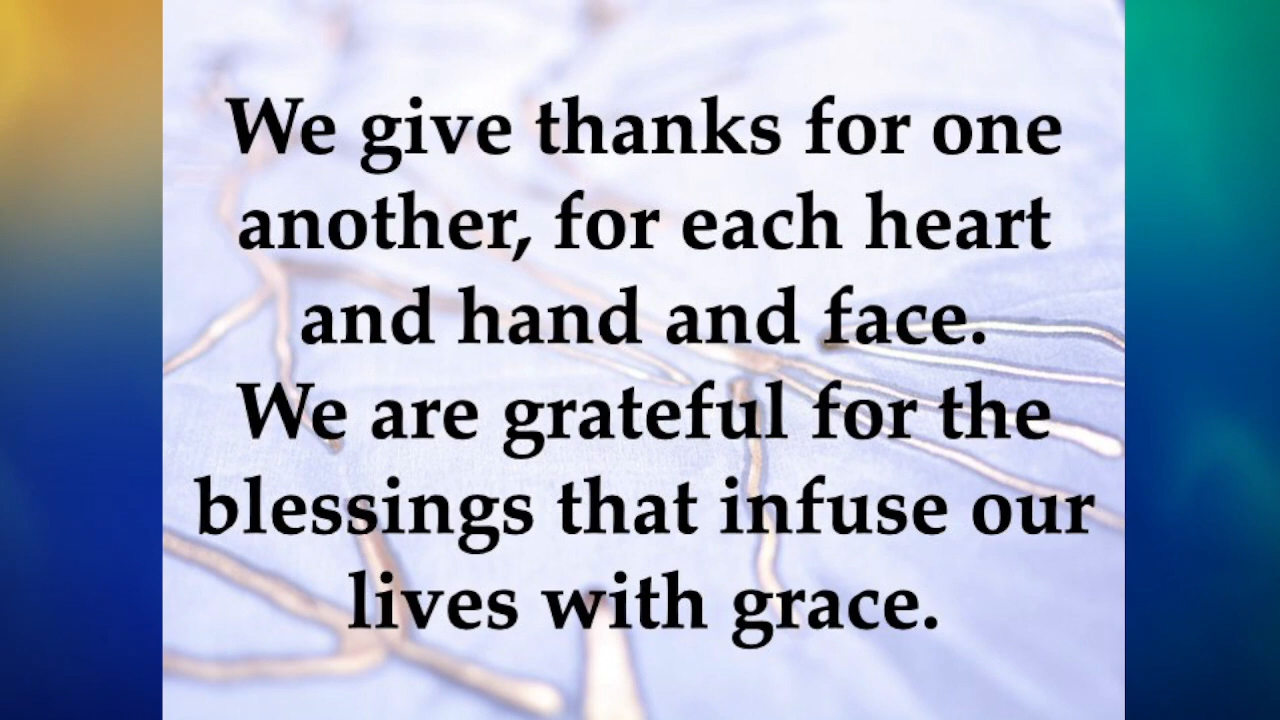 We give thanks for one
another, for each heart
and hand and face.
We are grateful for the
blessings that infuse our
lives with grace.